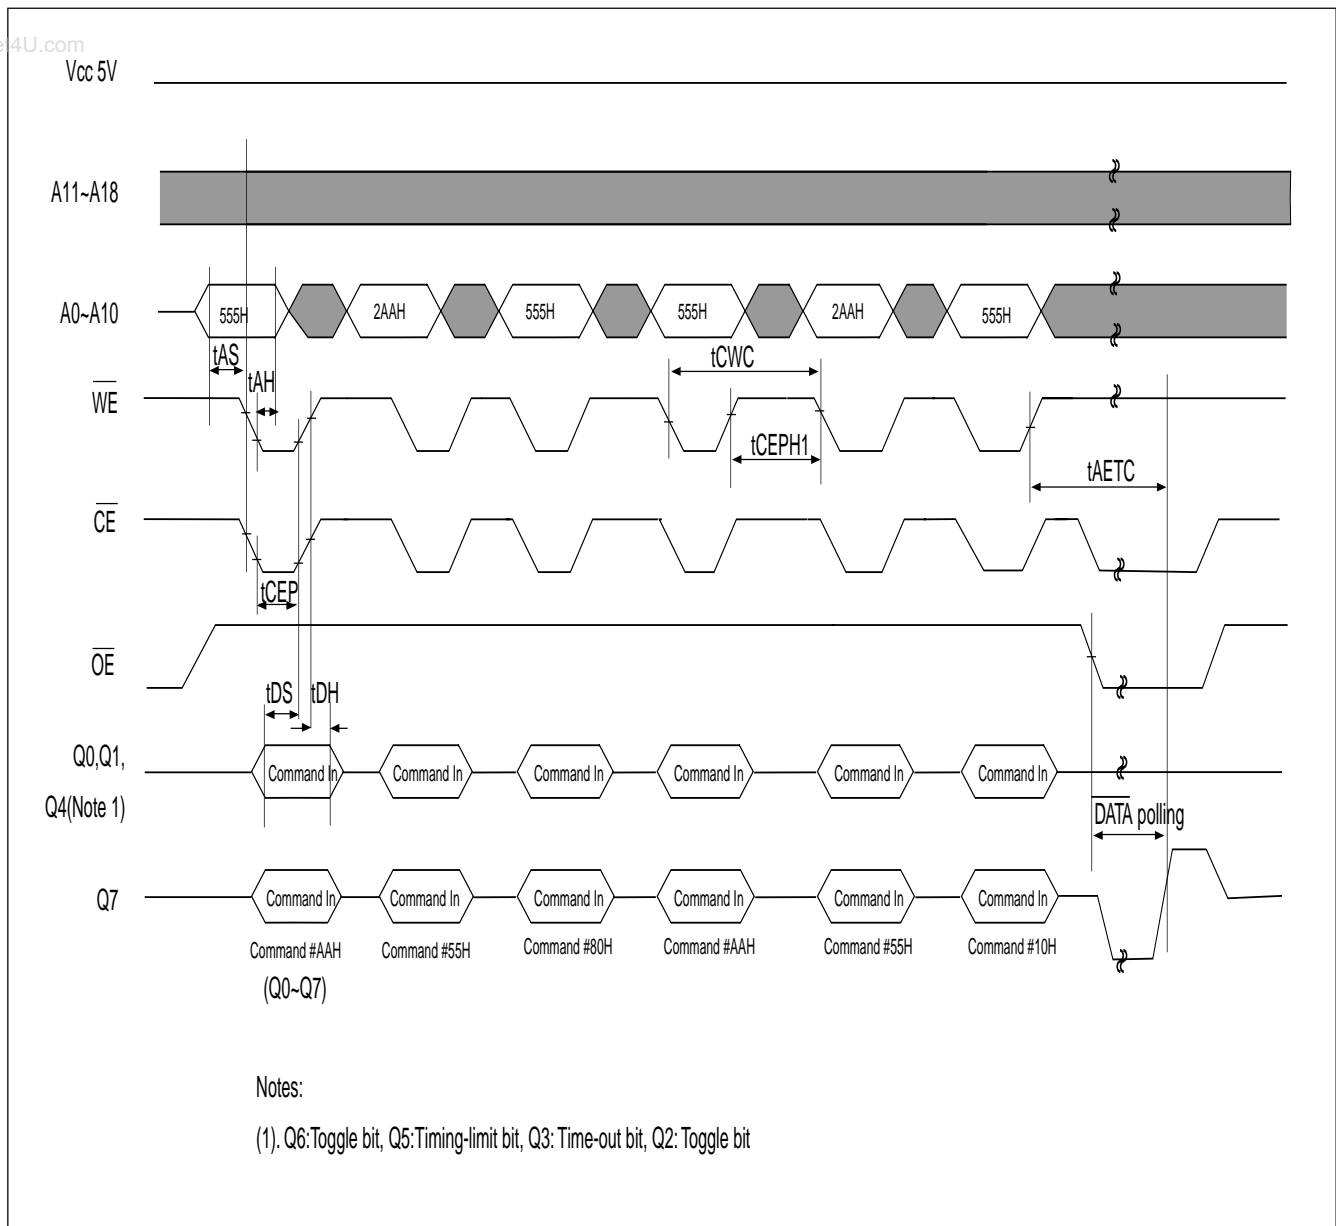 et4U.com
Vcc 5V
A11~A18
A0~A10
555H
2AAH
555H
555H
2AAH
555H
tAS
tAH
tCWC
WE
tCEPH1
tAETC
CE
tCEP
OE
tDS
tDH
Q0,Q1,
Q4(Note 1)
Command In
Command In
Command In
Command In
Command In
Command In
DATA polling
Q7
Command In
Command In
Command In
Command In
Command In
Command In
Command #AAH
Command #55H
Command #80H
Command #AAH
Command #55H
Command #10H
(Q0~Q7)
Notes:
(1). Q6:Toggle bit, Q5:Timing-limit bit, Q3: Time-out bit, Q2: Toggle bit